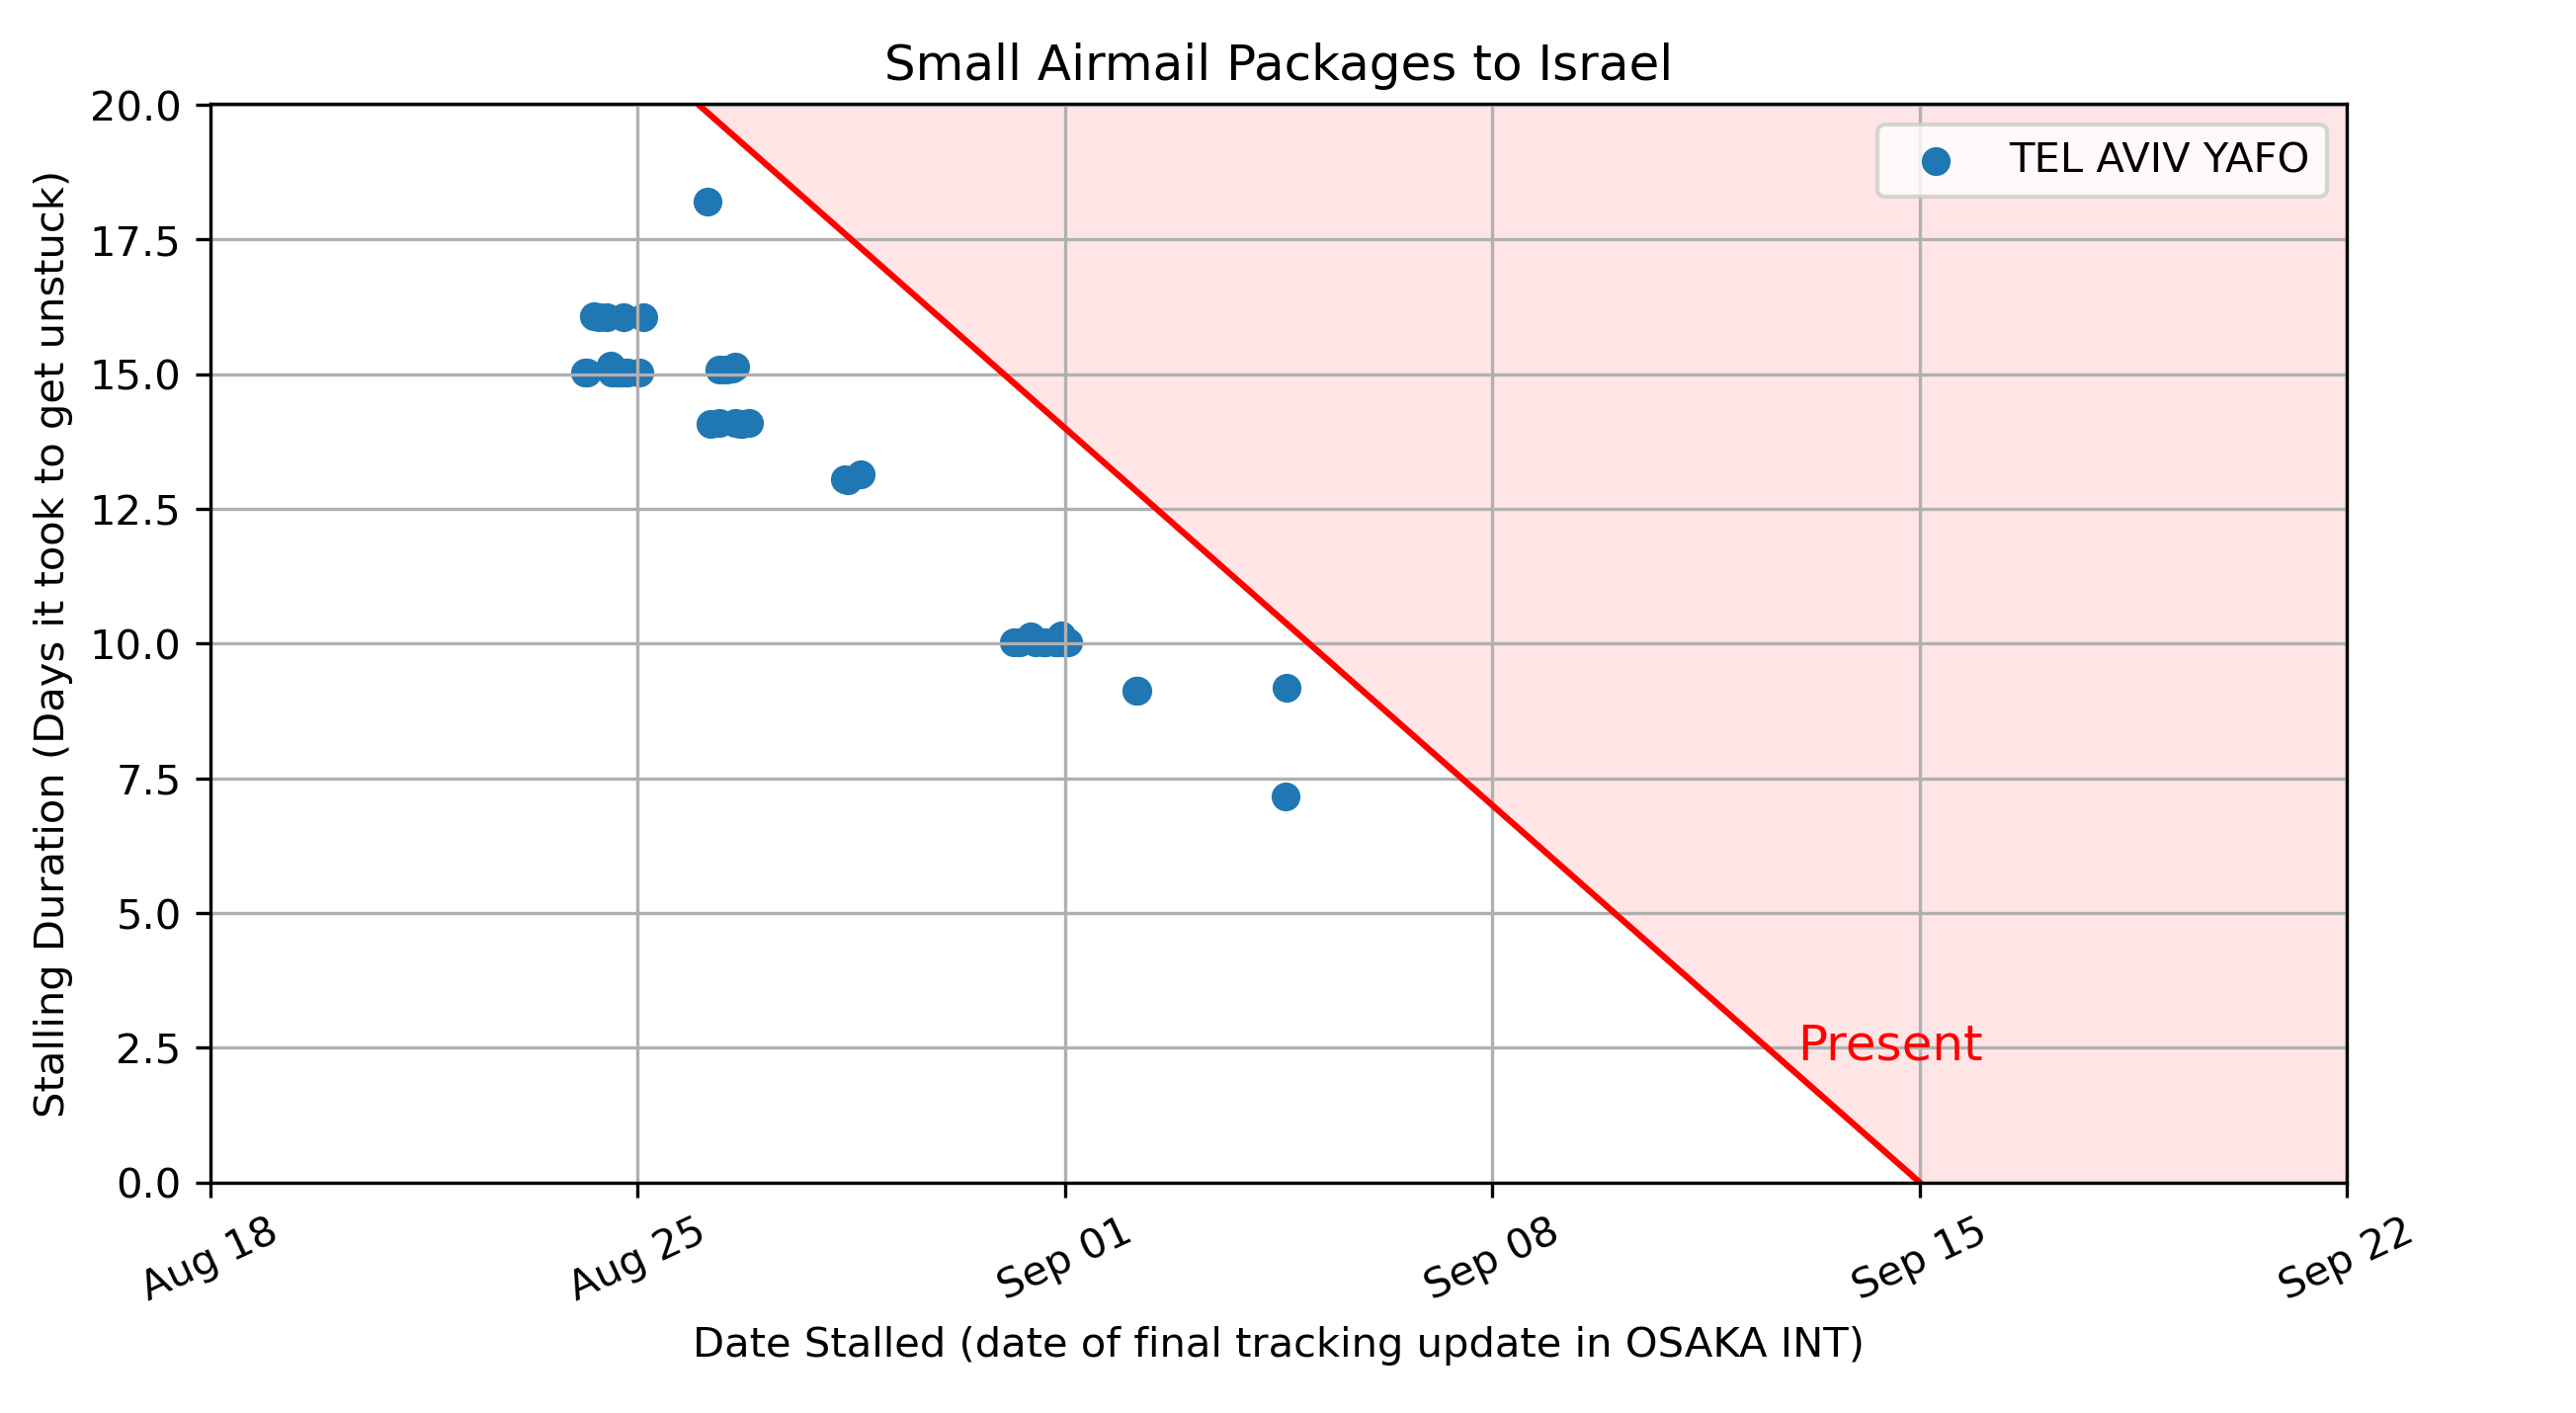 Small Airmail Packages to Israel
20.0
17.5
15.0
12.5
10.0
7.5
5.0
2.5
0.0
Stalling Duration (Days it took to get unstuck)
TEL AVIV YAFO
Present
Aug 18
Aug 25
Sep 01
Sep 08
Sep 15
Sep 22
Date Stalled (date of final tracking update in OSAKA INT)